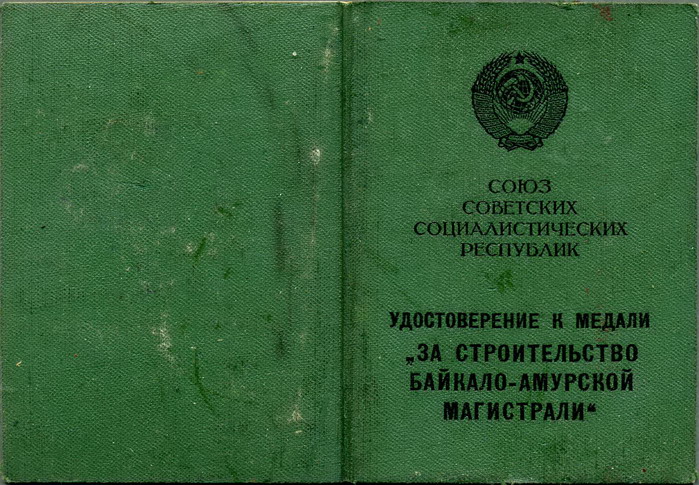 СОЮЗ
СОВЕТСКИХ
СОЦИАЛИСТИЧЕСКИХ
РЕСПУБЛИК
УДОСТОВЕРЕНИЕ К МЕДАЛИ
„ЗА СТРОИТЕЛЬСТВО
БАЙКАЛО-АМУРСКОЙ
МАГИСТРАЛИ“